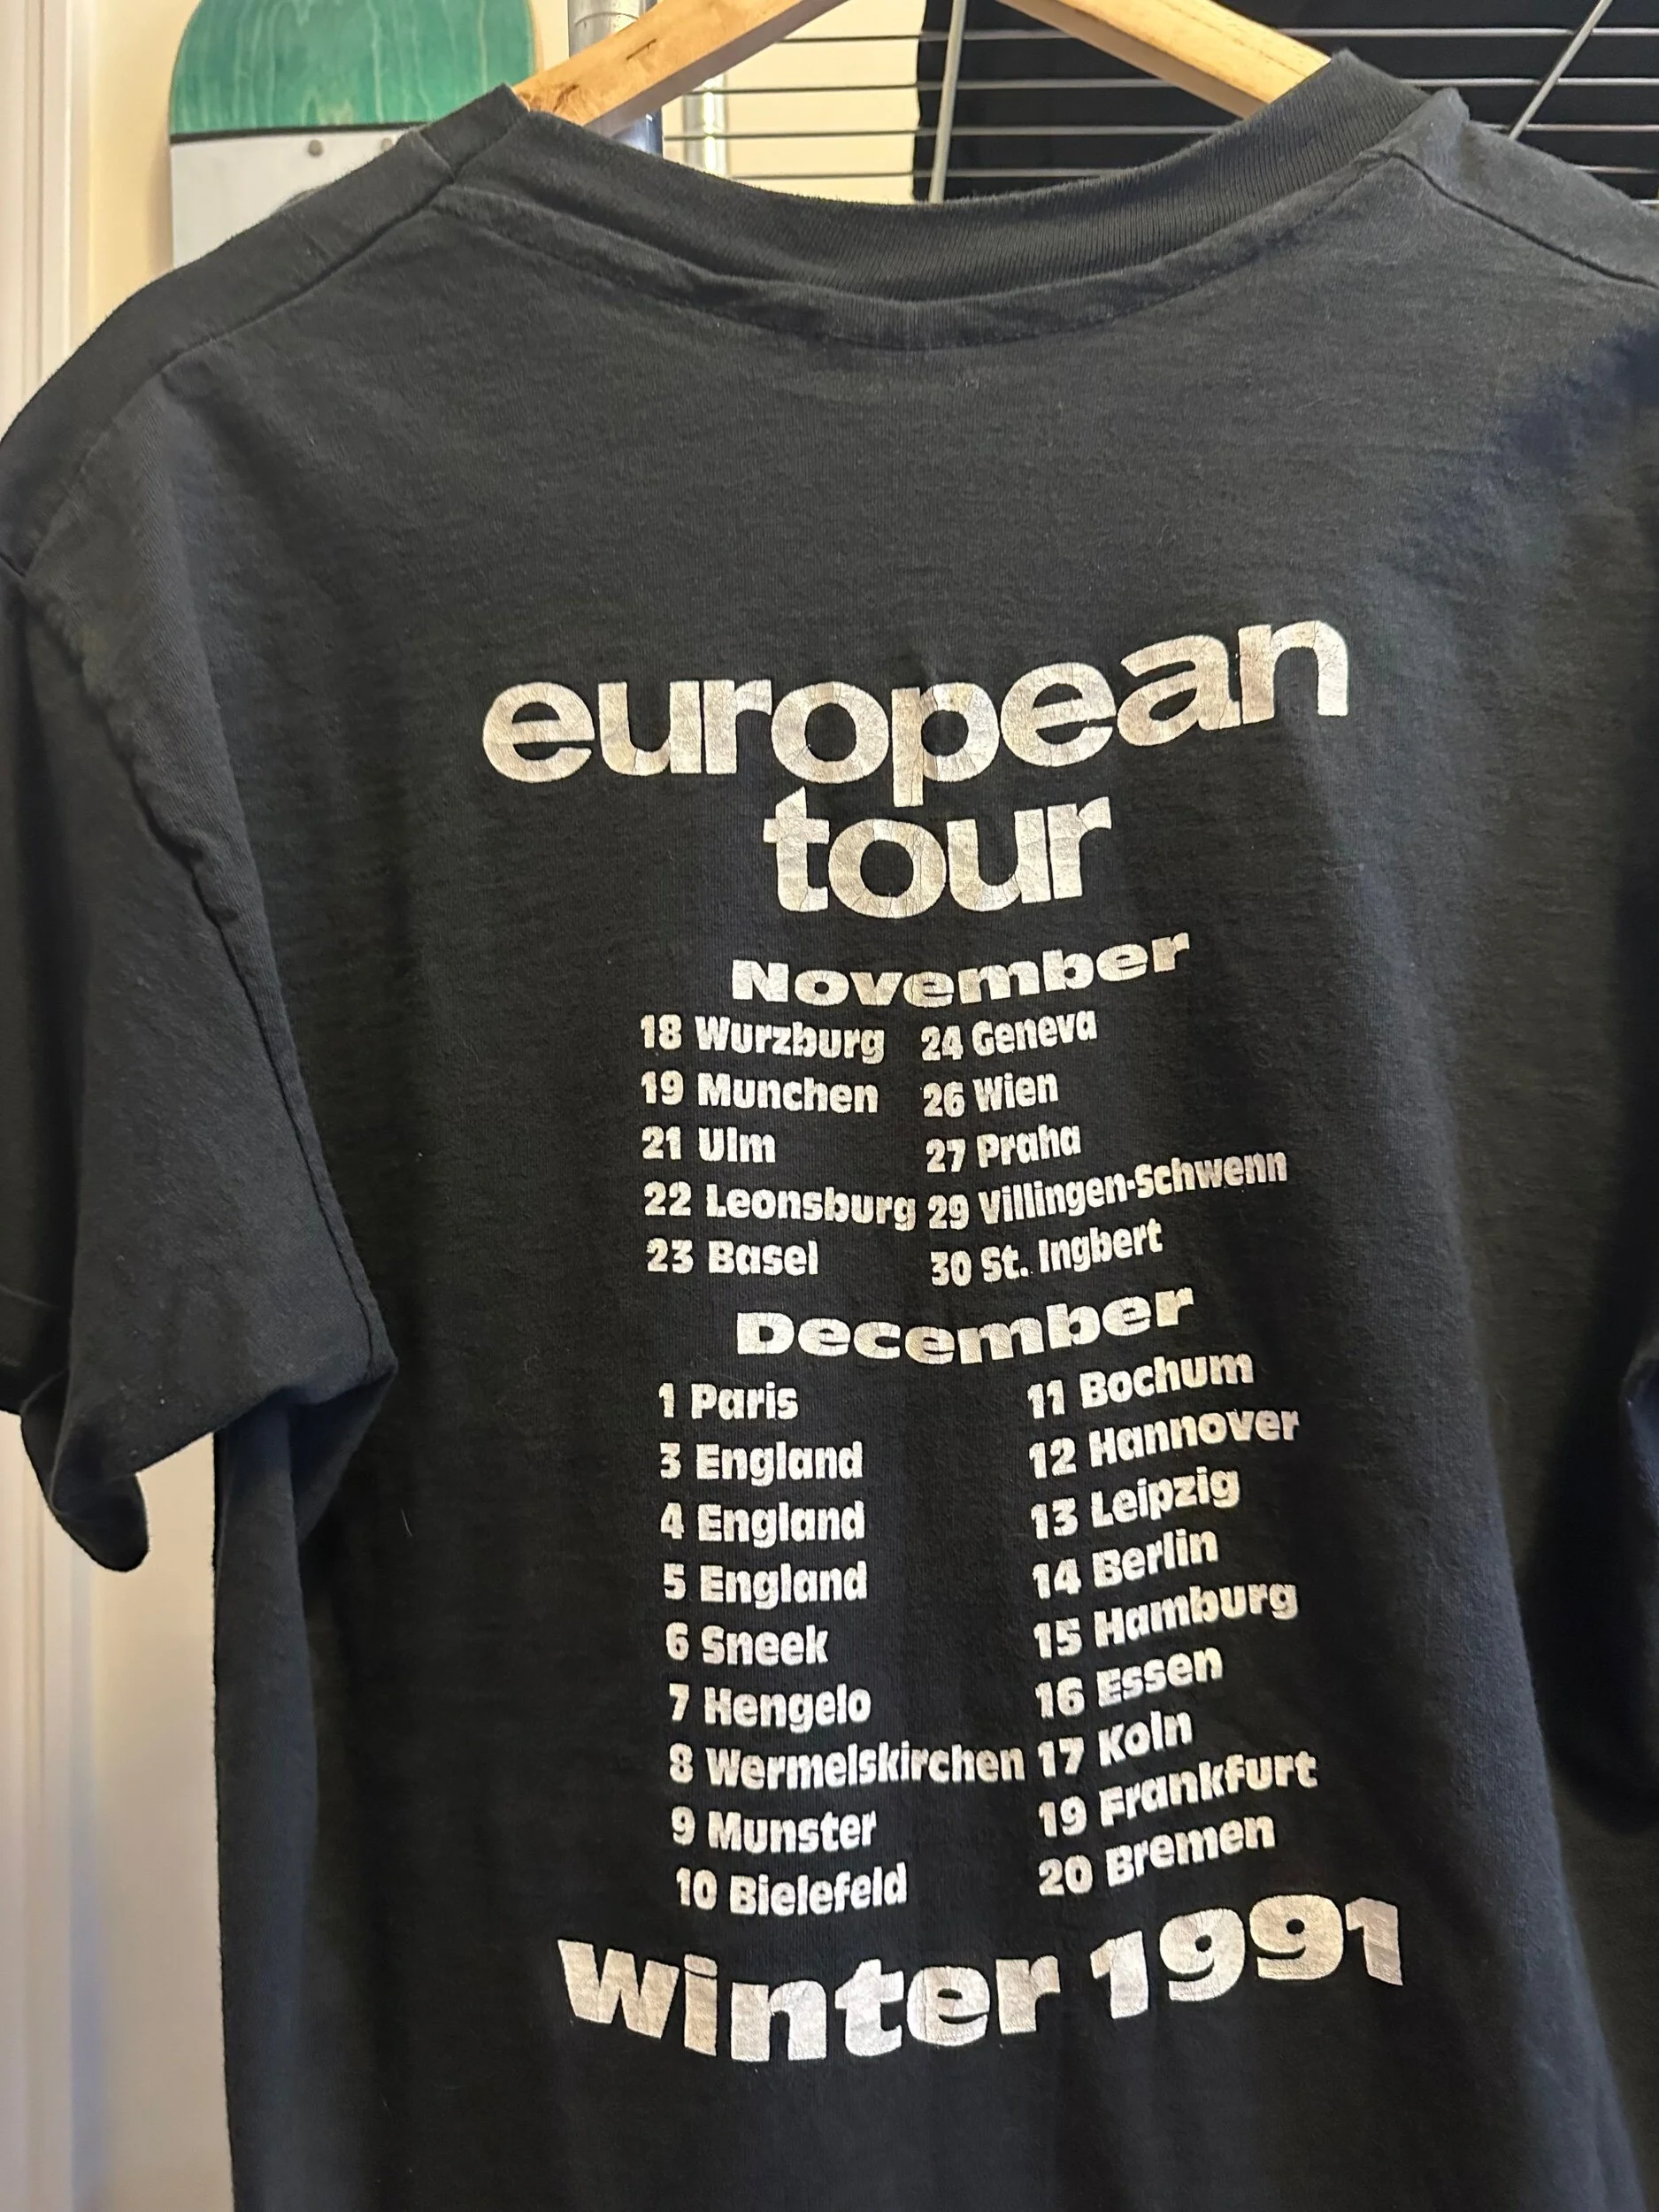 european
tour
November
18 Wurzburg
19 Munchen
21 Ulm
22 Leonsburg
23 Basel
24 Geneva
26 Wien
27 Praha
29 Villingen-Schwenn
30 St. Ingbert
December
1 Paris
3 England
4 England
5 England
6 Sneek
7 Hengelo
8 Wermelskirchen
9 Munster
10 Bielefeld
11 Bochum
12 Hannover
13 Leipzig
14 Berlin
15 Hamburg
16 Essen
17 Koln
19 Frankfurt
20 Bremen
winter 1991